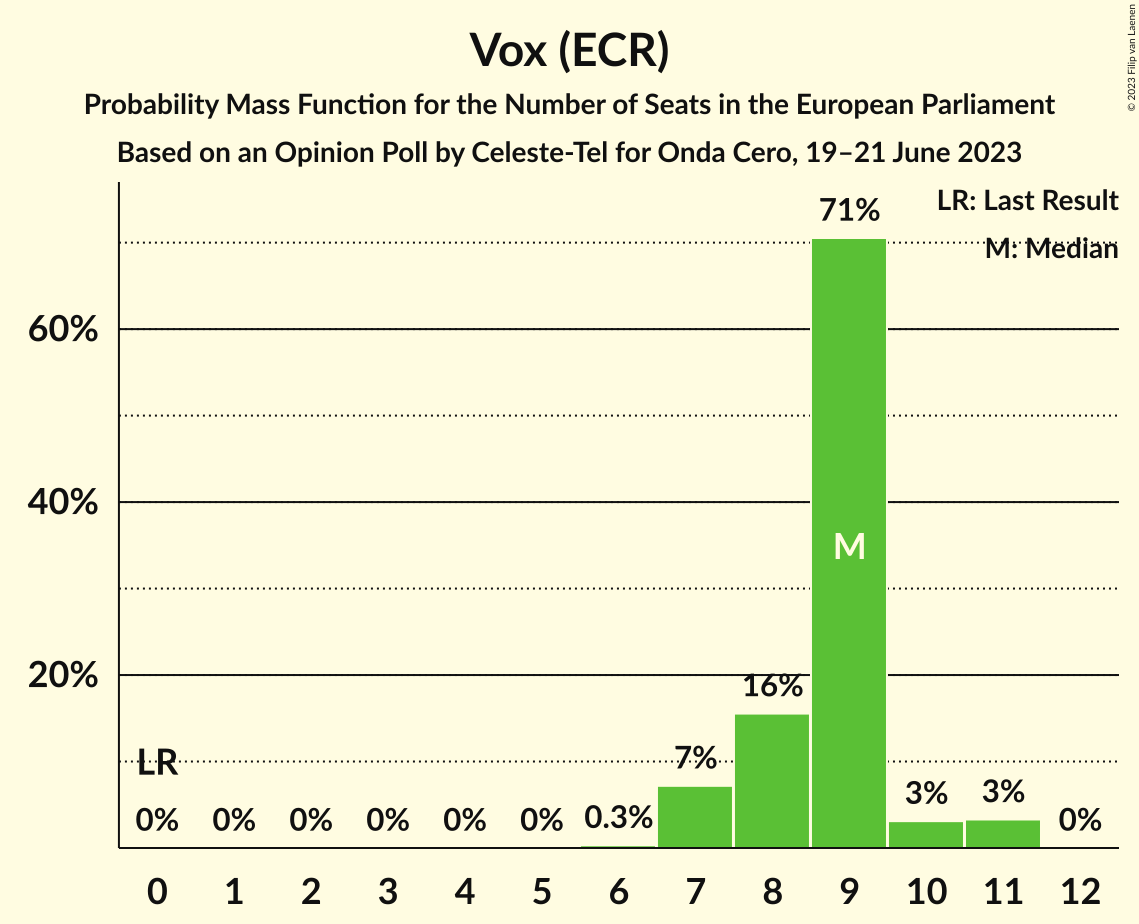 Vox (ECR)
Probability Mass Function for the Number of Seats in the European Parliament
Based on an Opinion Poll by Celeste-Tel for Onda Cero, 19–21 June 2023
© 2023 Filip van Laenen
LR: Last Result
M: Median
71%
60%
40%
M
20%
16%
LR
7%
0% 0% 0% 0% 0% 0% 0.3% 3% 3% 0%
0 1 2 3 4 5 6 7 8 9 10 11 12